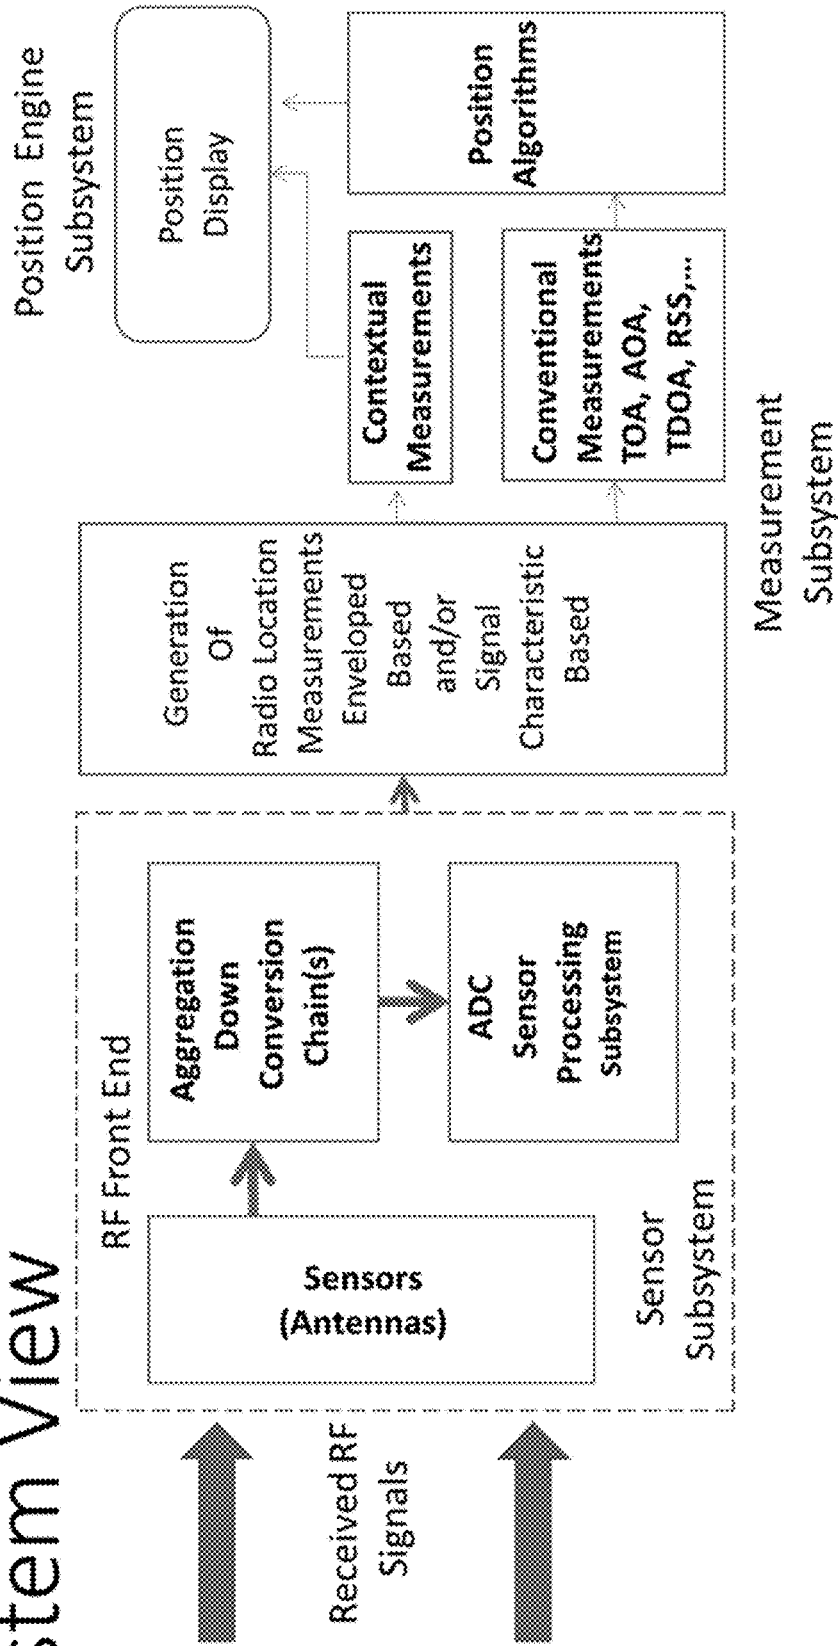 stem View
Received RF
Signals
RF Front End
Sensors
(Antennas)
Aggregation
Down
Conversion
Chain(s)
ADC
Sensor
Processing
subsystem
Sensor
Subsystem
Generation
Of
Radio Location
Measurements
Enveloped
Based
and/or
Signal
Characteristic
Based
Contextual
Measurements
Conventional
Measurements
TOA, AOA,
TDOA, RSS,...
Measurement
Subsystem
Position Engine
Subsystem
Position
Display
Position
Algorithms